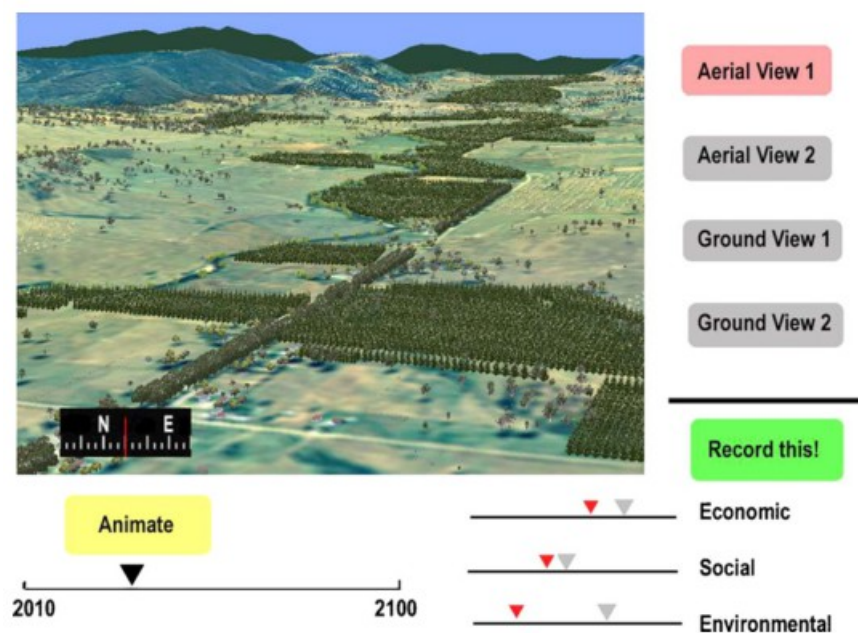 Aerial View 1
Aerial View 2
Ground View 1
Ground View 2
N E
Record this!
Animate
Economic
Social
Environmental
2010 2100